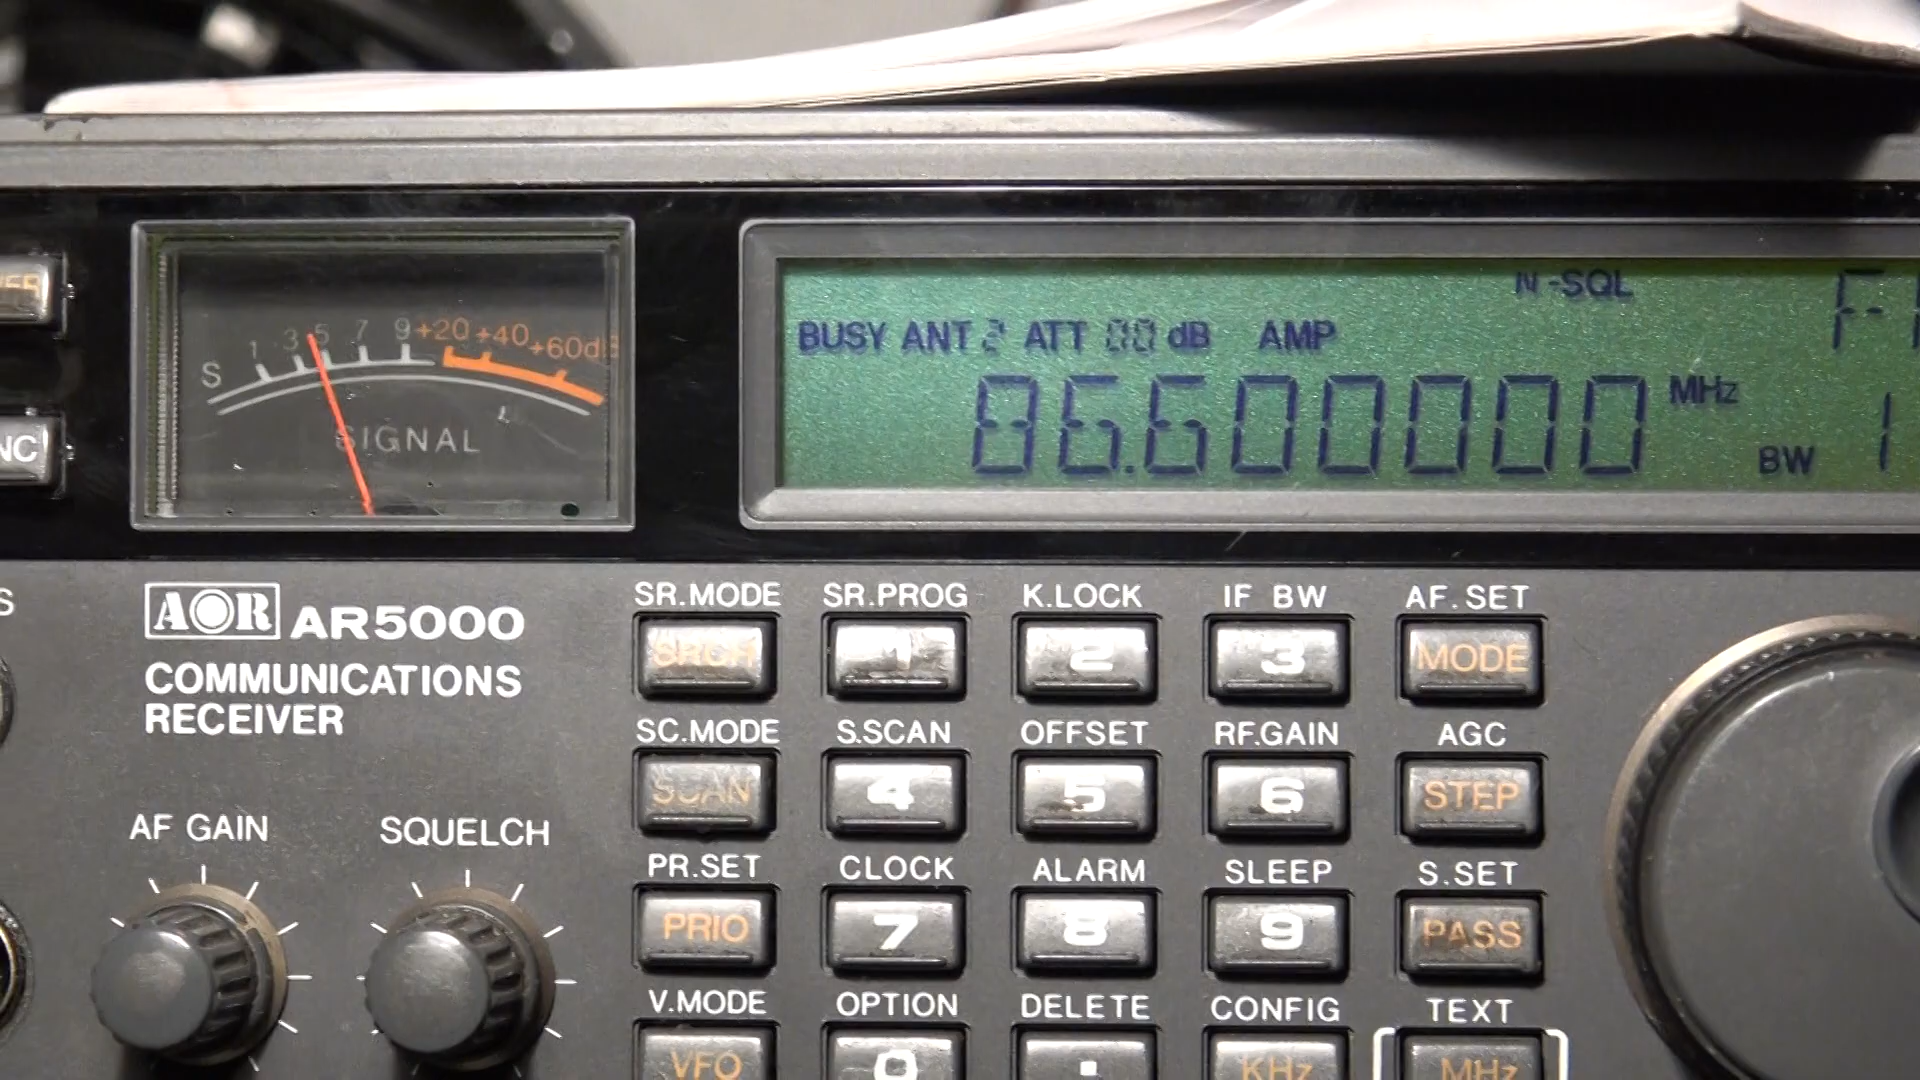 N-SQL
BUSY ANT 2 ATT 00 dB AMP
86.600000 MHz
BW 1
S 1 3 5 7 9 +20 +40 +60dB
SIGNAL
NC
AOR AR5000
COMMUNICATIONS
RECEIVER
AF GAIN
SQUELCH
SR.MODE SR.PROG K.LOCK IF BW AF.SET
SRCH 1 2 3 MODE
SC.MODE S.SCAN OFFSET RF.GAIN AGC
SCAN 4 5 6 STEP
PR.SET CLOCK ALARM SLEEP S.SET
PRIO 7 8 9 PASS
V.MODE OPTION DELETE CONFIG TEXT
VFO 0 . KHz MHz